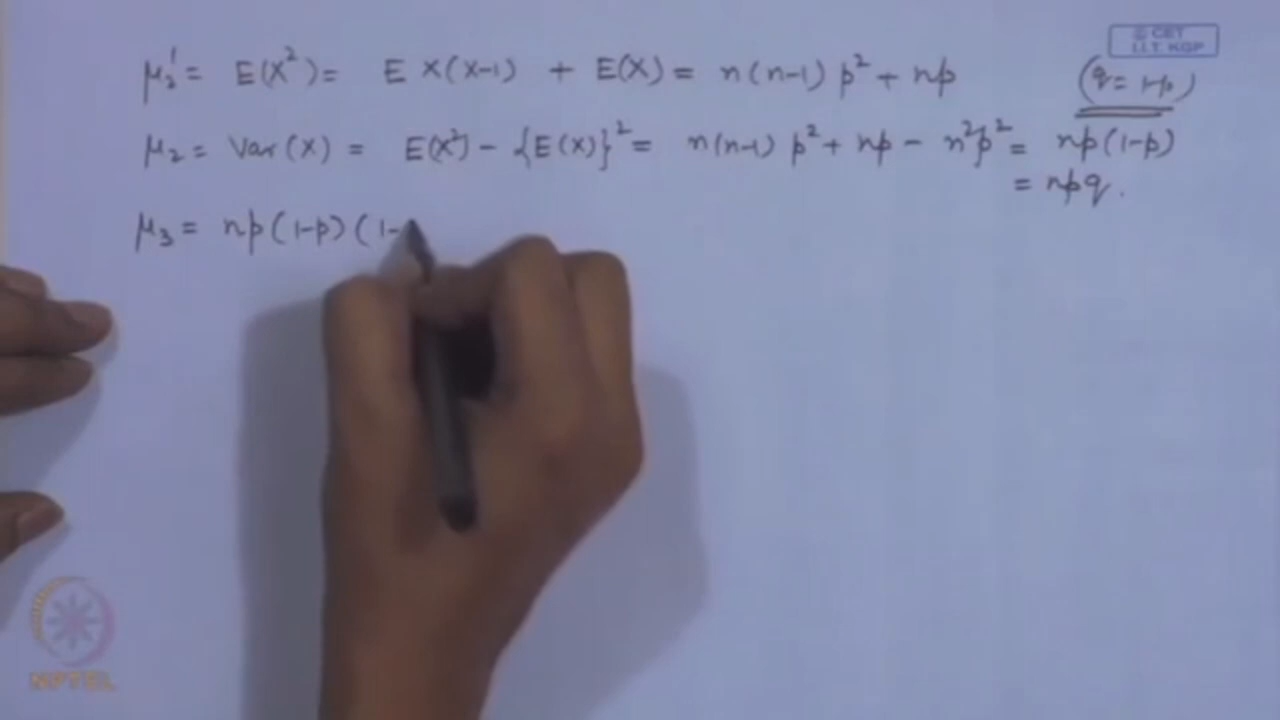 © CET
I.I.T. KGP
μ₂' = E(X²) = E X(X-1) + E(X) = n(n-1) p² + np (q = 1-p)
μ₂ = Var(X) = E(X²) - {E(X)}² = n(n-1) p² + np - n²p² = np(1-p)
= npq.
μ₃ = np(1-p)(1-
NPTEL